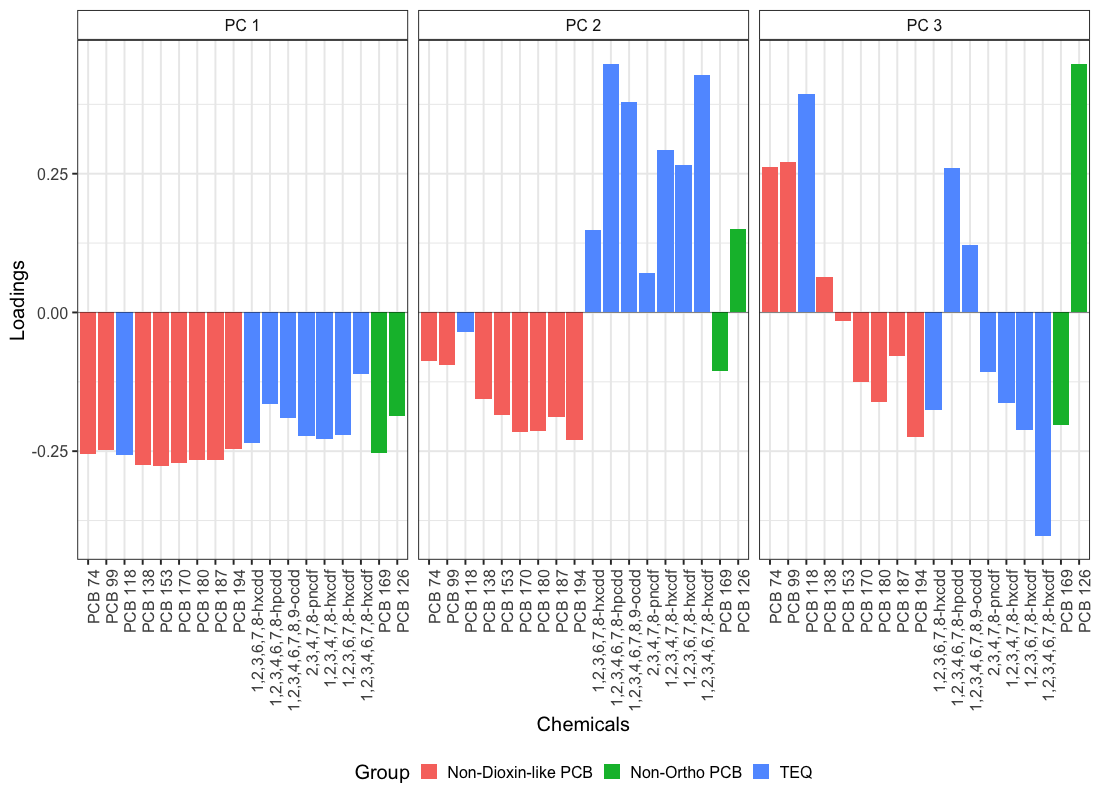 PC 1
PC 2
PC 3
Loadings
0.25
0.00
-0.25
PCB 74
PCB 99
PCB 118
PCB 138
PCB 153
PCB 170
PCB 180
PCB 187
PCB 194
1,2,3,6,7,8-hxcdd
1,2,3,4,6,7,8-hpcdd
1,2,3,4,6,7,8,9-ocdd
2,3,4,7,8-pncdf
1,2,3,4,7,8-hxcdf
1,2,3,6,7,8-hxcdf
1,2,3,4,6,7,8-hxcdf
PCB 169
PCB 126
PCB 74
PCB 99
PCB 118
PCB 138
PCB 153
PCB 170
PCB 180
PCB 187
PCB 194
1,2,3,6,7,8-hxcdd
1,2,3,4,6,7,8-hpcdd
1,2,3,4,6,7,8,9-ocdd
2,3,4,7,8-pncdf
1,2,3,4,7,8-hxcdf
1,2,3,6,7,8-hxcdf
1,2,3,4,6,7,8-hxcdf
PCB 169
PCB 126
PCB 74
PCB 99
PCB 118
PCB 138
PCB 153
PCB 170
PCB 180
PCB 187
PCB 194
1,2,3,6,7,8-hxcdd
1,2,3,4,6,7,8-hpcdd
1,2,3,4,6,7,8,9-ocdd
2,3,4,7,8-pncdf
1,2,3,4,7,8-hxcdf
1,2,3,6,7,8-hxcdf
1,2,3,4,6,7,8-hxcdf
PCB 169
PCB 126
Chemicals
Group Non-Dioxin-like PCB Non-Ortho PCB TEQ